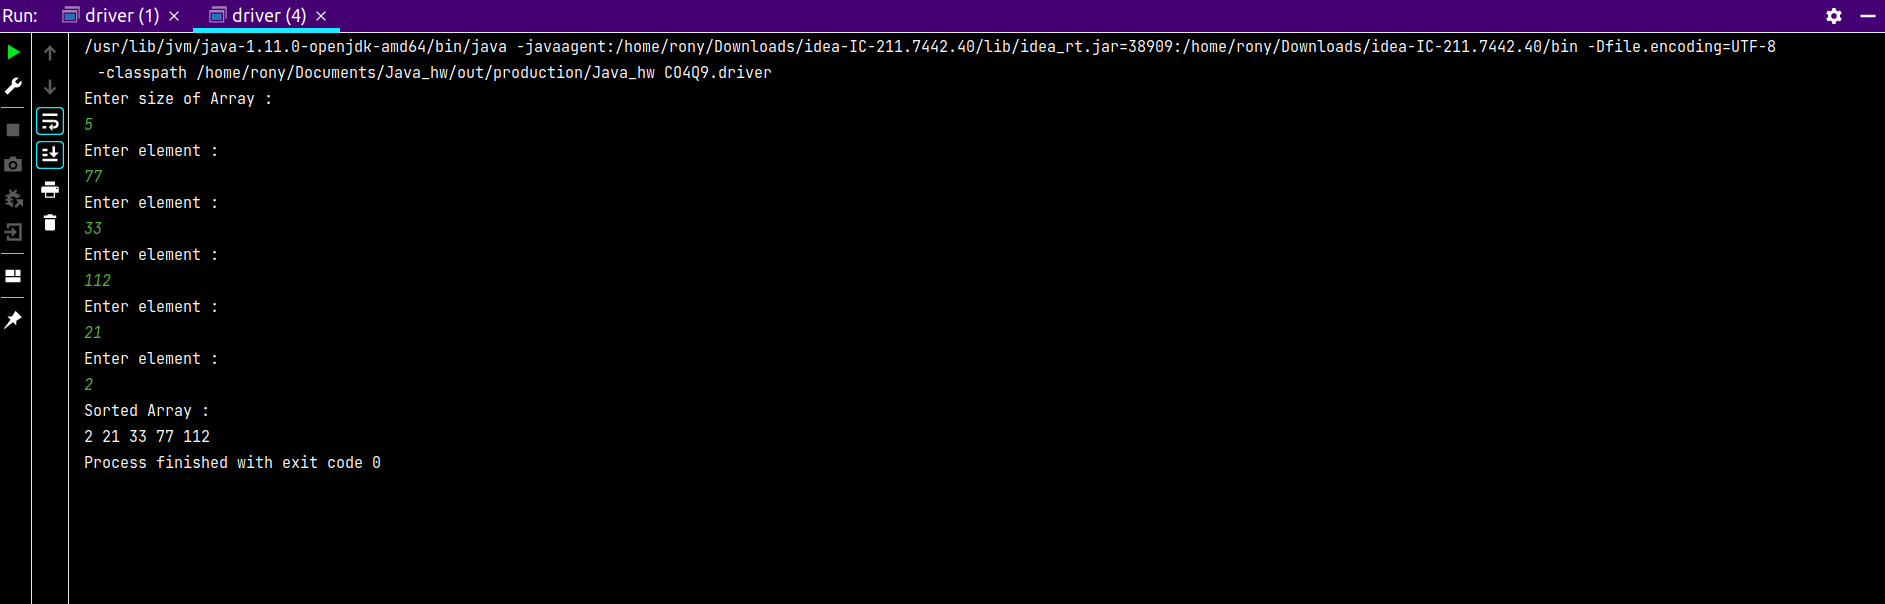 Run: driver (1) × driver (4) ×
/usr/lib/jvm/java-1.11.0-openjdk-amd64/bin/java -javaagent:/home/rony/Downloads/idea-IC-211.7442.40/lib/idea_rt.jar=38909:/home/rony/Downloads/idea-IC-211.7442.40/bin -Dfile.encoding=UTF-8
-classpath /home/rony/Documents/Java_hw/out/production/Java_hw CO4Q9.driver
Enter size of Array :
5
Enter element :
77
Enter element :
33
Enter element :
112
Enter element :
21
Enter element :
2
Sorted Array :
2 21 33 77 112
Process finished with exit code 0